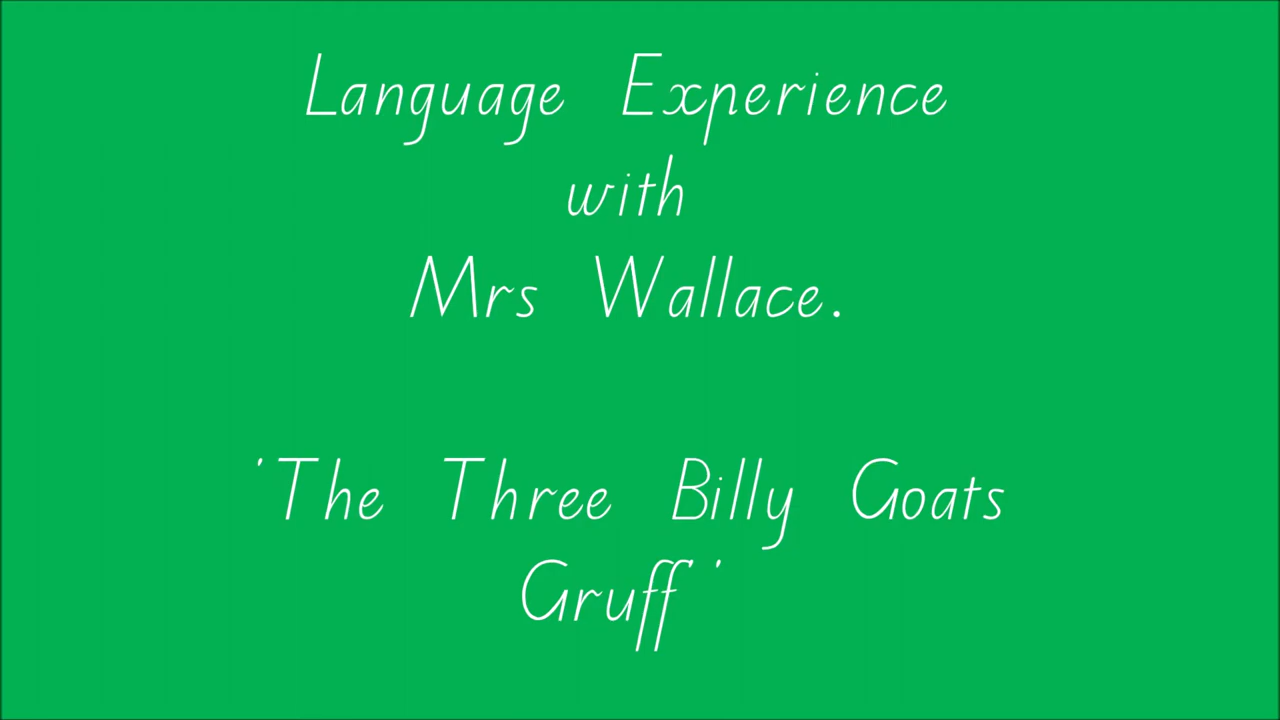 Language Experience
with
Mrs Wallace.
'The Three Billy Goats
Gruff'